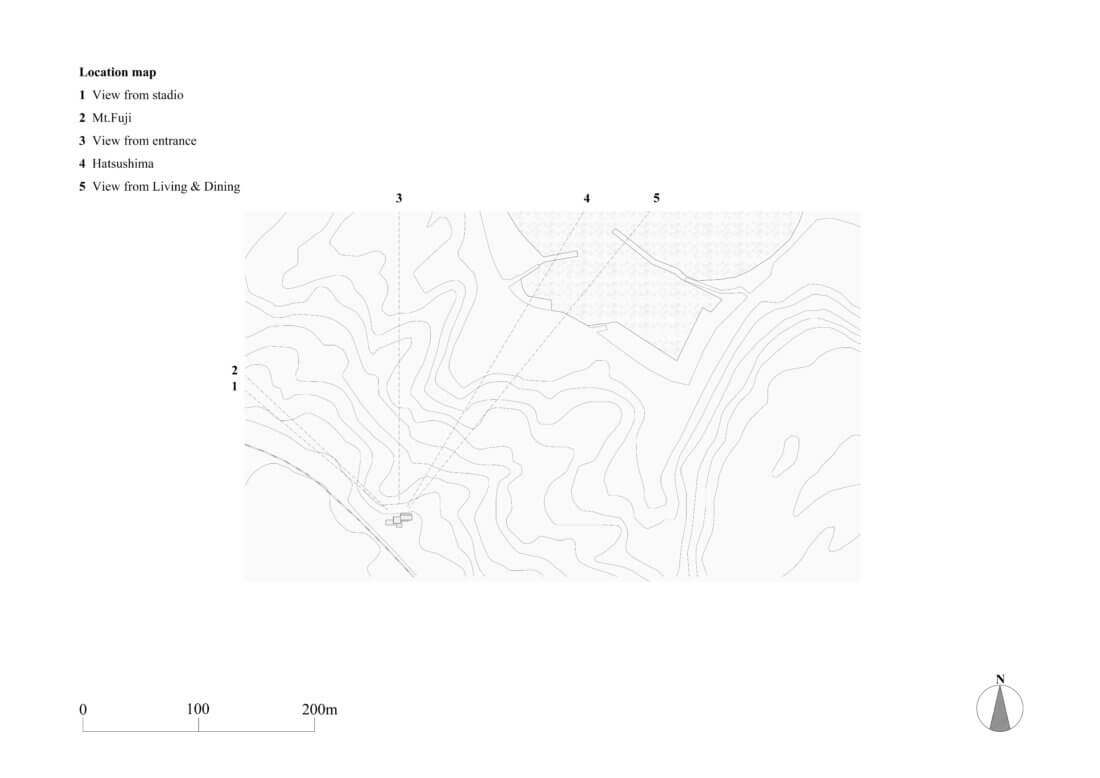 Location map
1 View from stadio
2 Mt.Fuji
3 View from entrance
4 Hatsushima
5 View from Living & Dining
3 4 5
2
1
N
0 100 200m